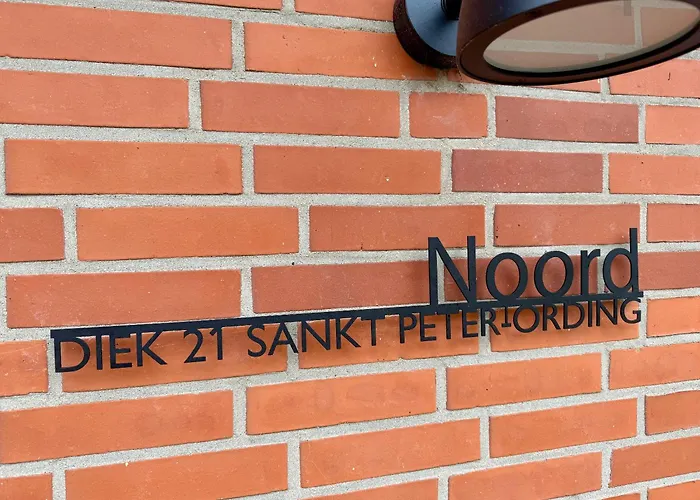 Noord
DIEK 21 SANKT PETER-ORDING